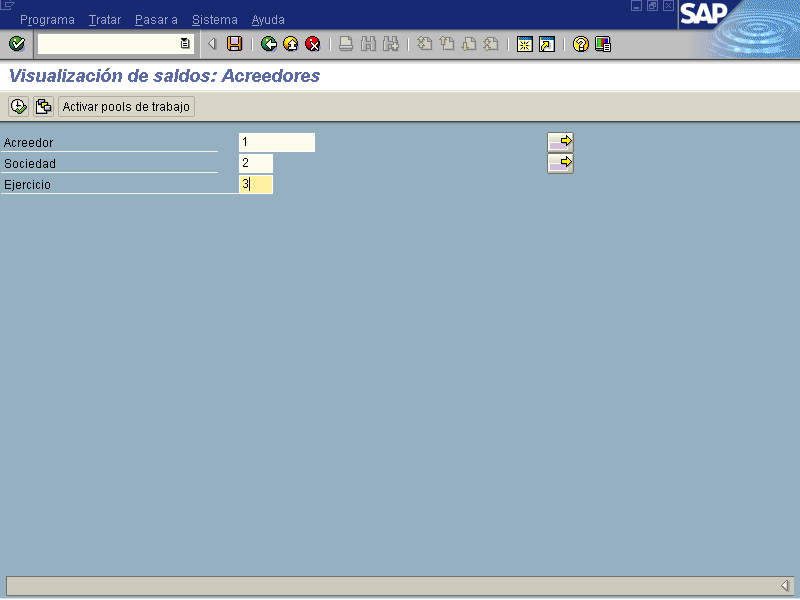 Programa Tratar Pasar a Sistema Ayuda
SAP
Visualización de saldos: Acreedores
Activar pools de trabajo
Acreedor 1
Sociedad 2
Ejercicio 3